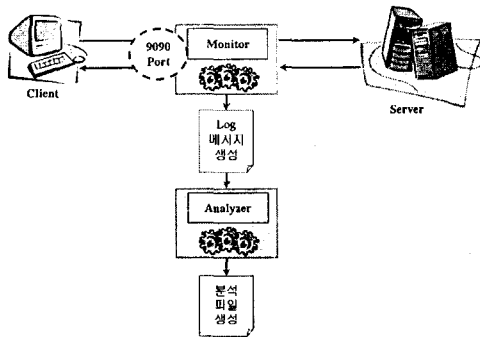 9090
Port
Monitor
Client
Server
Log
메시지
생성
Analyzer
분석
파일
생성